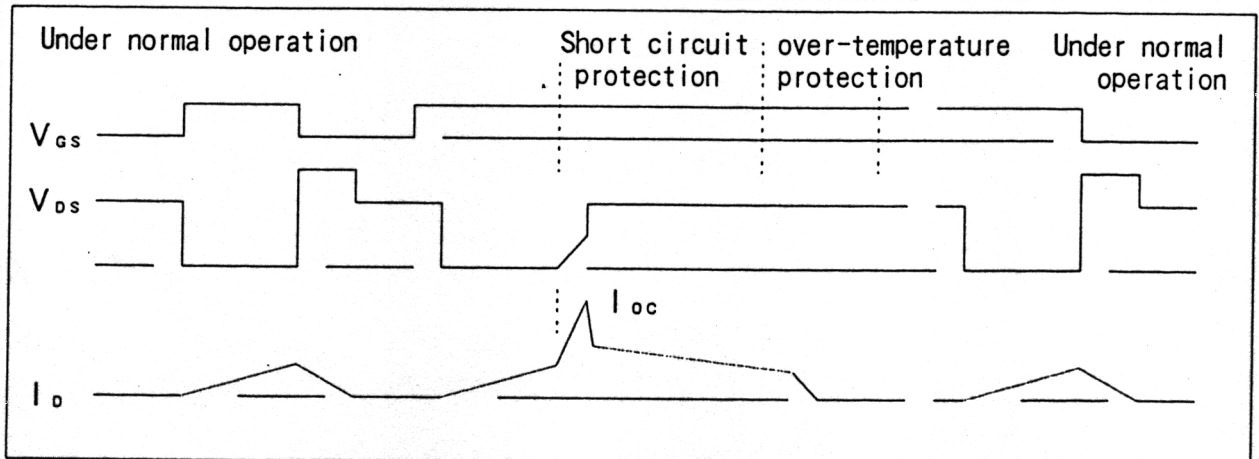 Under normal operation
Short circuit protection
over-temperature protection
Under normal operation
VGS
VDS
IOC
ID